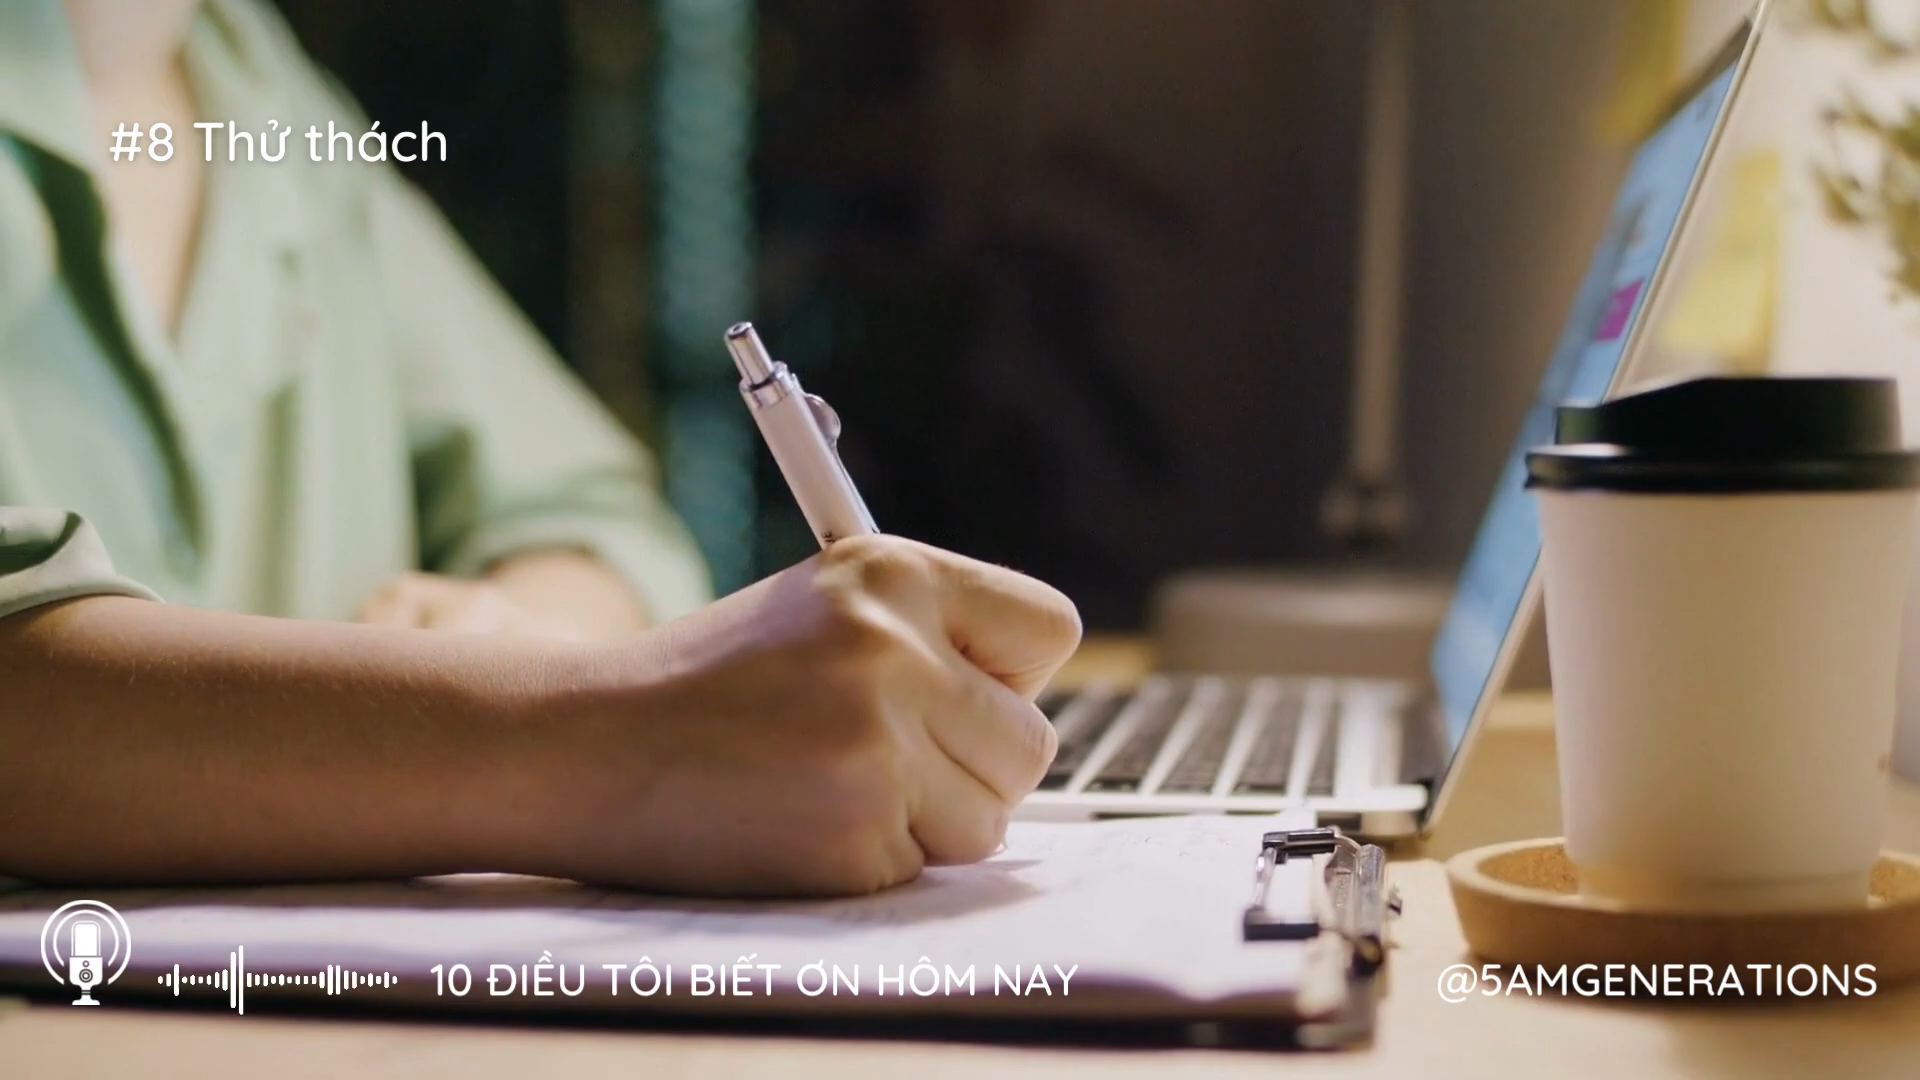 #8 Thử thách
10 ĐIỀU TÔI BIẾT ƠN HÔM NAY
@5AMGENERATIONS